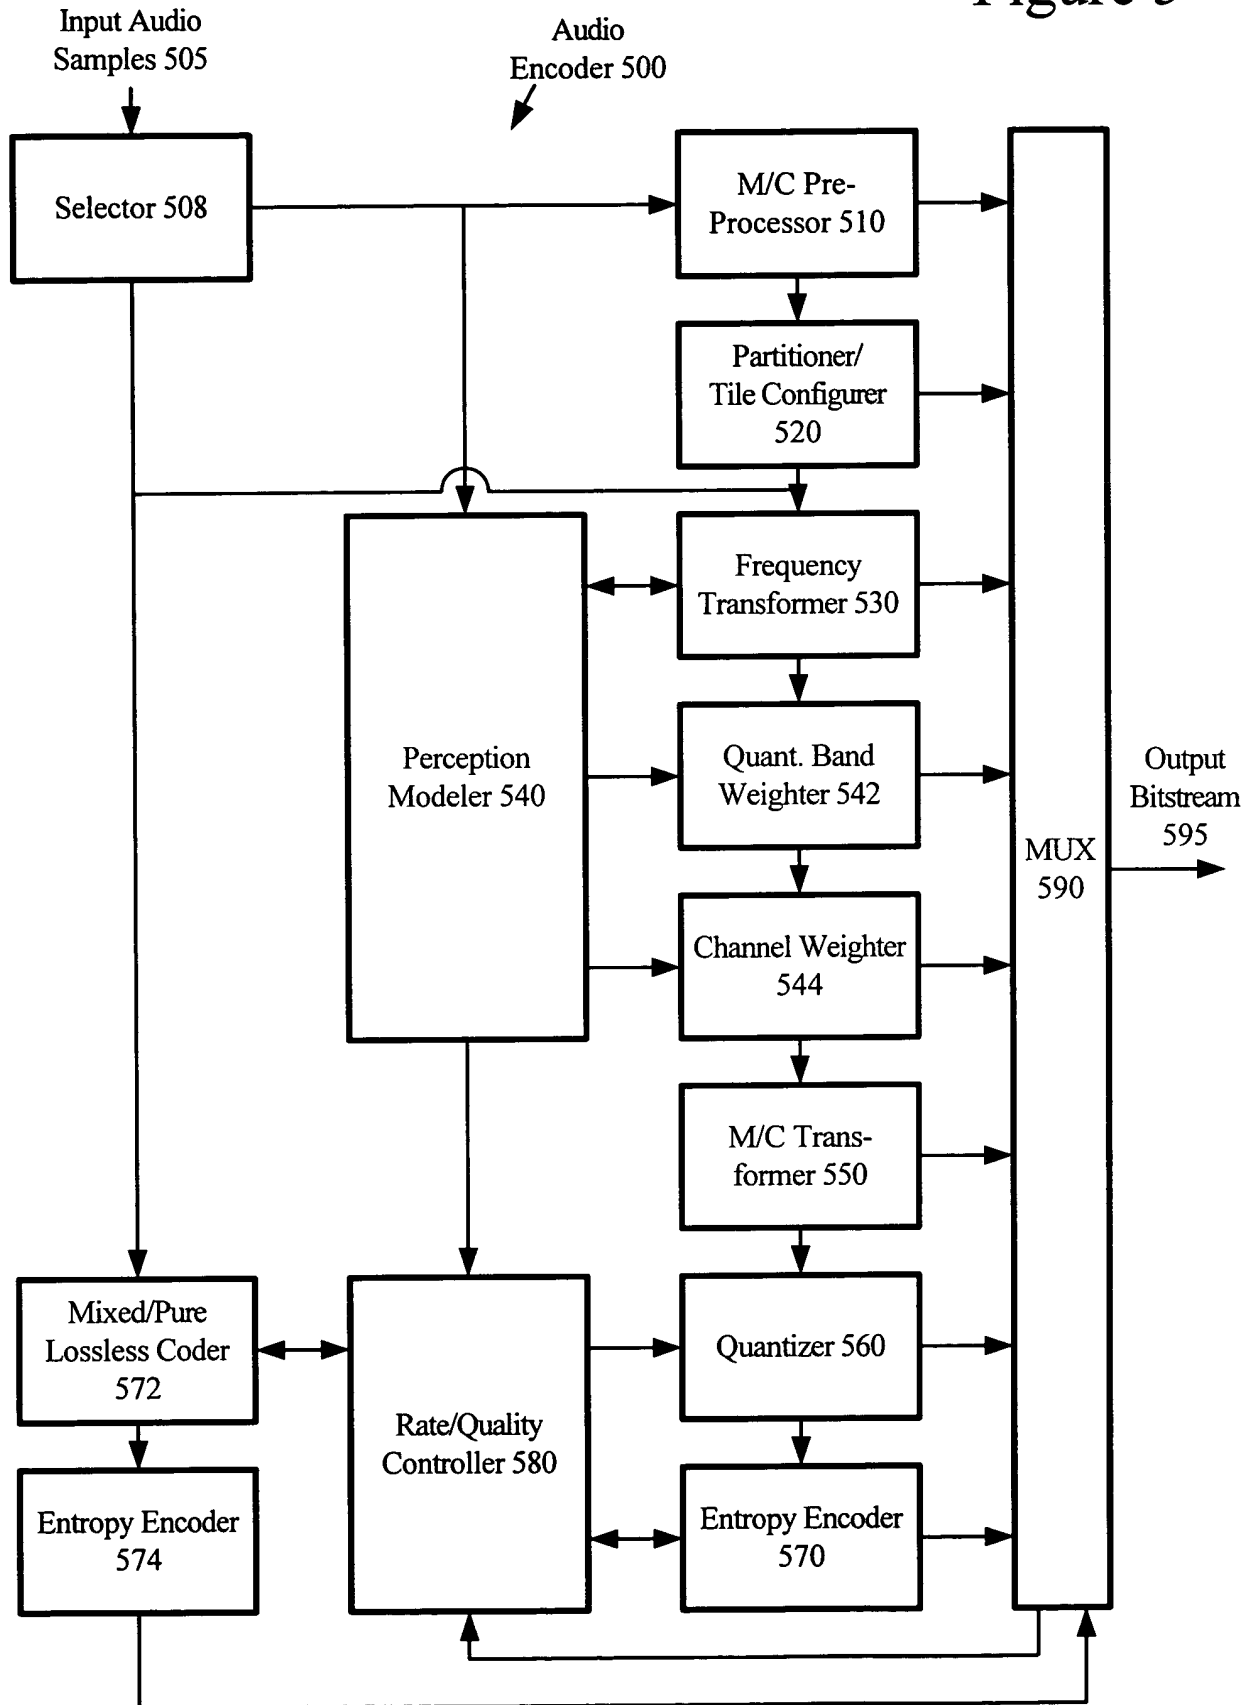 Figure 5
Input Audio
Samples 505
Audio
Encoder 500
Selector 508
M/C Pre-
Processor 510
Partitioner/
Tile Configurer
520
Frequency
Transformer 530
Perception
Modeler 540
Quant. Band
Weighter 542
Output
Bitstream
595
MUX
590
Channel Weighter
544
M/C Trans-
former 550
Mixed/Pure
Lossless Coder
572
Quantizer 560
Rate/Quality
Controller 580
Entropy Encoder
574
Entropy Encoder
570